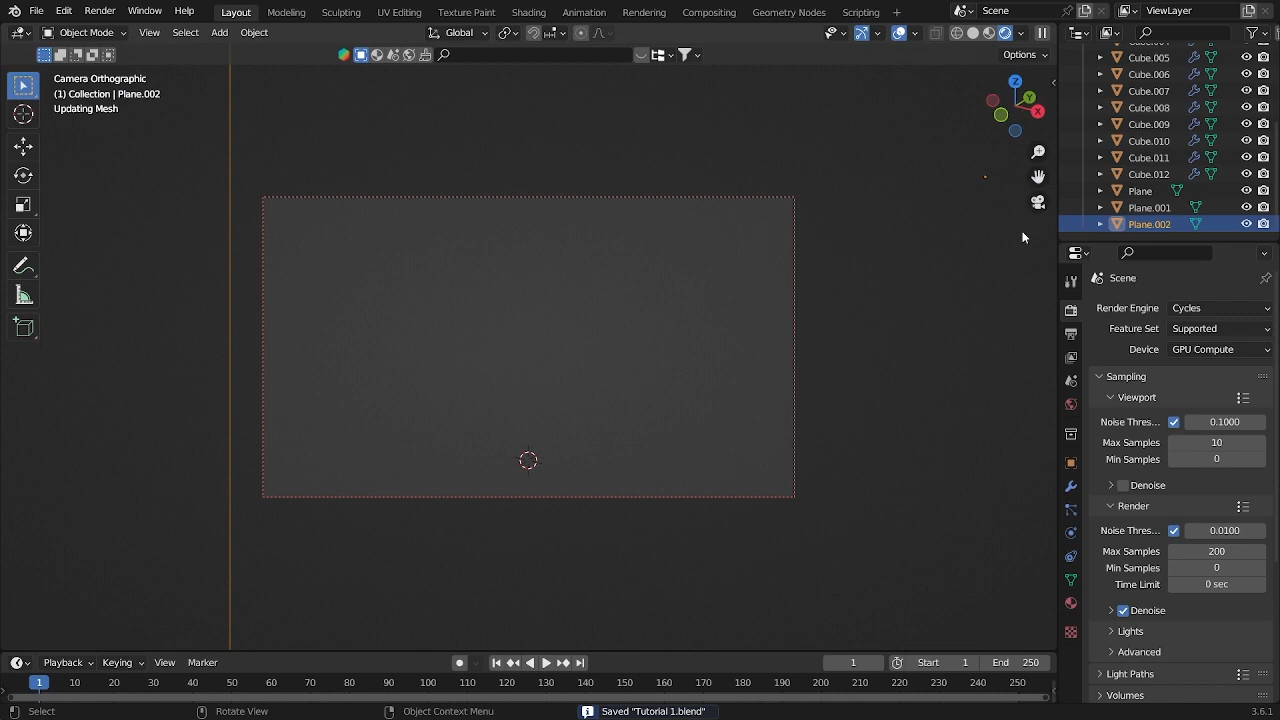 File Edit Render Window Help Layout Modeling Sculpting UV Editing Texture Paint Shading Animation Rendering Compositing Geometry Nodes Scripting Scene ViewLayer
Object Mode View Select Add Object Global
Options
Camera Orthographic
(1) Collection | Plane.002
Updating Mesh
Z
Y
X
Cube.005
Cube.006
Cube.007
Cube.008
Cube.009
Cube.010
Cube.011
Cube.012
Plane
Plane.001
Plane.002
Scene
Render Engine Cycles
Feature Set Supported
Device GPU Compute
Sampling
Viewport
Noise Thres... 0.1000
Max Samples 10
Min Samples 0
Denoise
Render
Noise Thres... 0.0100
Max Samples 200
Min Samples 0
Time Limit 0 sec
Denoise
Lights
Advanced
Light Paths
Volumes
Playback Keying View Marker 1 Start 1 End 250
1 10 20 30 40 50 60 70 80 90 100 110 120 130 140 150 160 170 180 190 200 210 220 230 240 250
Select Rotate View Object Context Menu Saved "Tutorial 1.blend" 3.6.1